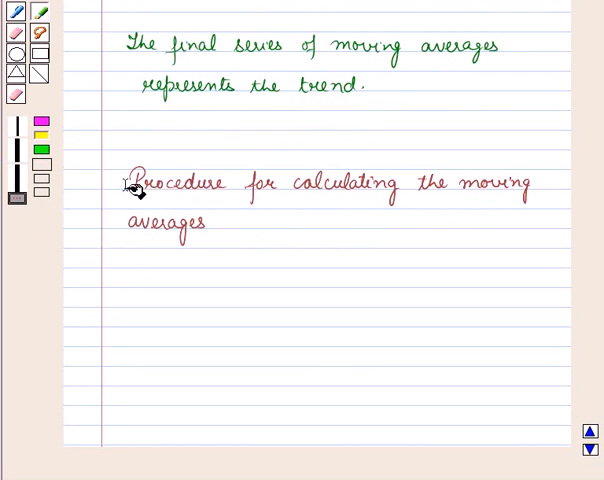 The final series of moving averages
represents the trend.
Procedure for calculating the moving
averages